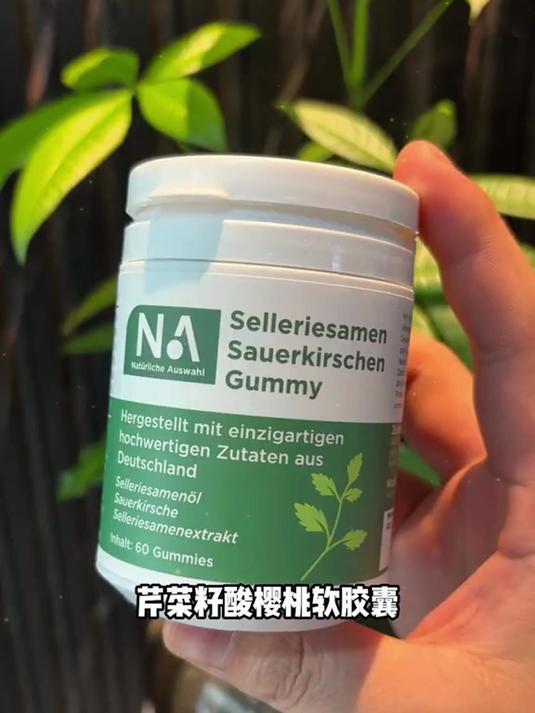 NA
Natürliche Auswahl
Selleriesamen
Sauerkirschen
Gummy
Hergestellt mit einzigartigen
hochwertigen Zutaten aus
Deutschland
Selleriesamenöl
Sauerkirsche
Selleriesamenextrakt
Inhalt: 60 Gummies
芹菜籽酸樱桃软胶囊